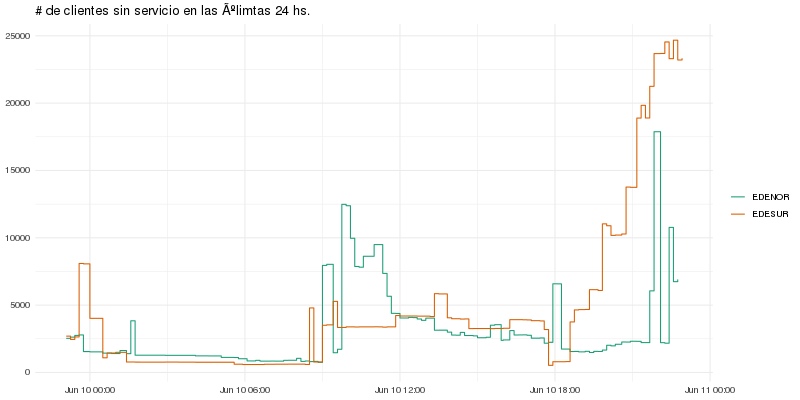 # de clientes sin servicio en las Ãºlimtas 24 hs.
25000
20000
15000
10000
5000
0
Jun 10 00:00
Jun 10 06:00
Jun 10 12:00
Jun 10 18:00
Jun 11 00:00
EDENOR
EDESUR